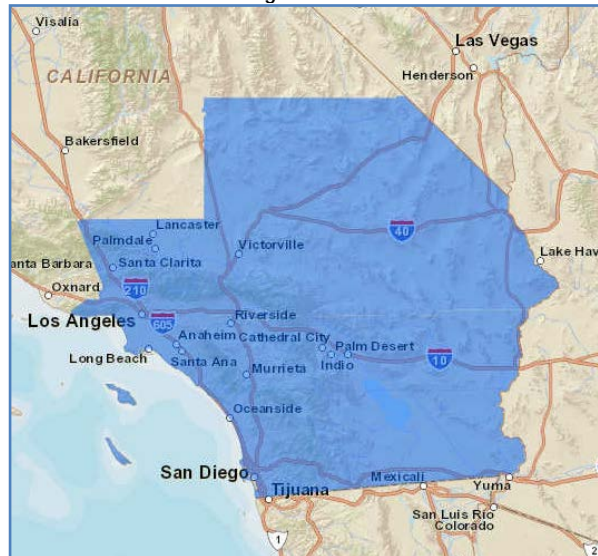 Visalia
Las Vegas
Henderson
CALIFORNIA
Bakersfield
Lancaster
Palmdale
40
Victorville
anta Barbara
Santa Clarita
Lake Hav
Oxnard
210
Los Angeles
605
Riverside
Anaheim
Cathedral City
Long Beach
Santa Ana
Palm Desert
Indio
10
Murrieta
Oceanside
San Diego
Mexicali
Yuma
Tijuana
San Luis Rio
Colorado
1
2